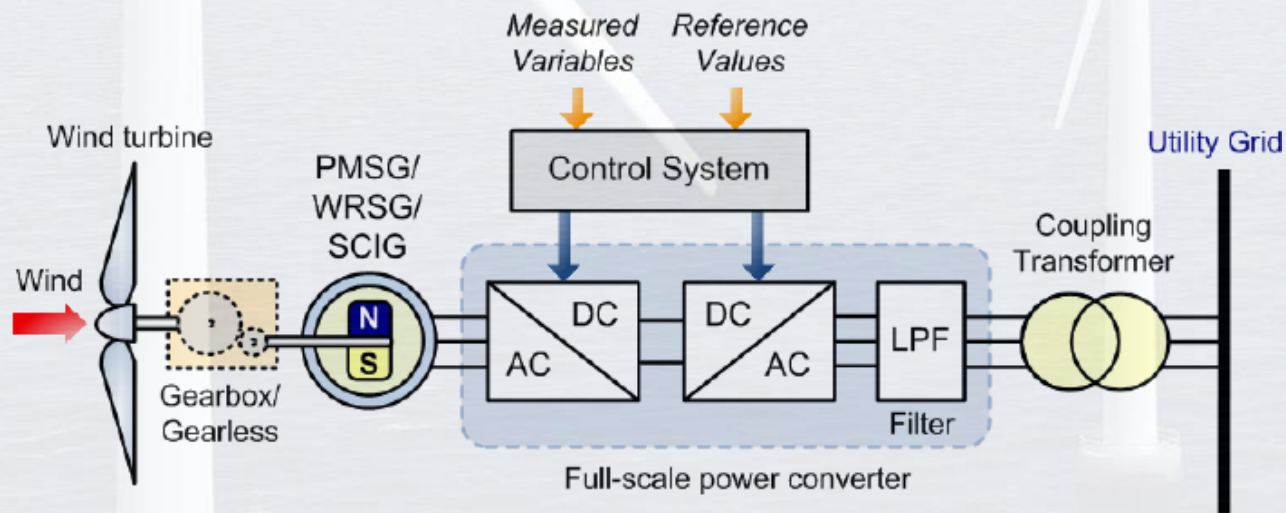 Measured
Variables
Reference
Values
Wind turbine
Control System
Utility Grid
PMSG/
WRSG/
SCIG
Coupling
Transformer
Wind
N
S
DC
AC
DC
AC
LPF
Gearbox/
Gearless
Filter
Full-scale power converter